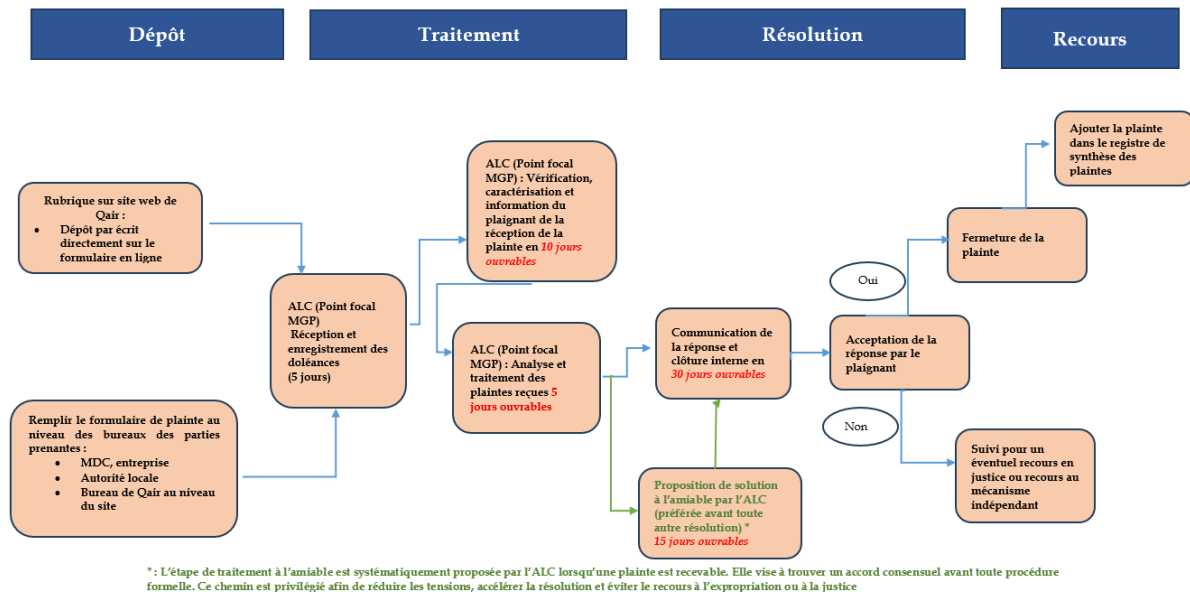 Dépôt
Traitement
Résolution
Recours
Rubrique sur site web de
Qair :
• Dépôt par écrit
directement sur le
formulaire en ligne
Remplir le formulaire de plainte au
niveau des bureaux des parties
prenantes :
• MDC, entreprise
• Autorité locale
• Bureau de Qair au niveau
du site
ALC (Point focal
MGP)
Réception et
enregistrement des
doléances
(5 jours)
ALC (Point focal
MGP) : Vérification,
caractérisation et
information du
plaignant de la
réception de la
plainte en 10 jours
ouvrables
ALC (Point focal
MGP) : Analyse et
traitement des
plaintes reçues 5
jours ouvrables
Communication de
la réponse et
clôture interne en
30 jours ouvrables
Proposition de solution
à l’amiable par l’ALC
(préférée avant toute
autre résolution) *
15 jours ouvrables
Acceptation de la
réponse par le
plaignant
Oui
Non
Fermeture de la
plainte
Ajouter la plainte
dans le registre de
synthèse des
plaintes
Suivi pour un
éventuel recours en
justice ou recours au
mécanisme
indépendant
* : L’étape de traitement à l’amiable est systématiquement proposée par l’ALC lorsqu’une plainte est recevable. Elle vise à trouver un accord consensuel avant toute procédure
formelle. Ce chemin est privilégié afin de réduire les tensions, accélérer la résolution et éviter le recours à l’expropriation ou à la justice